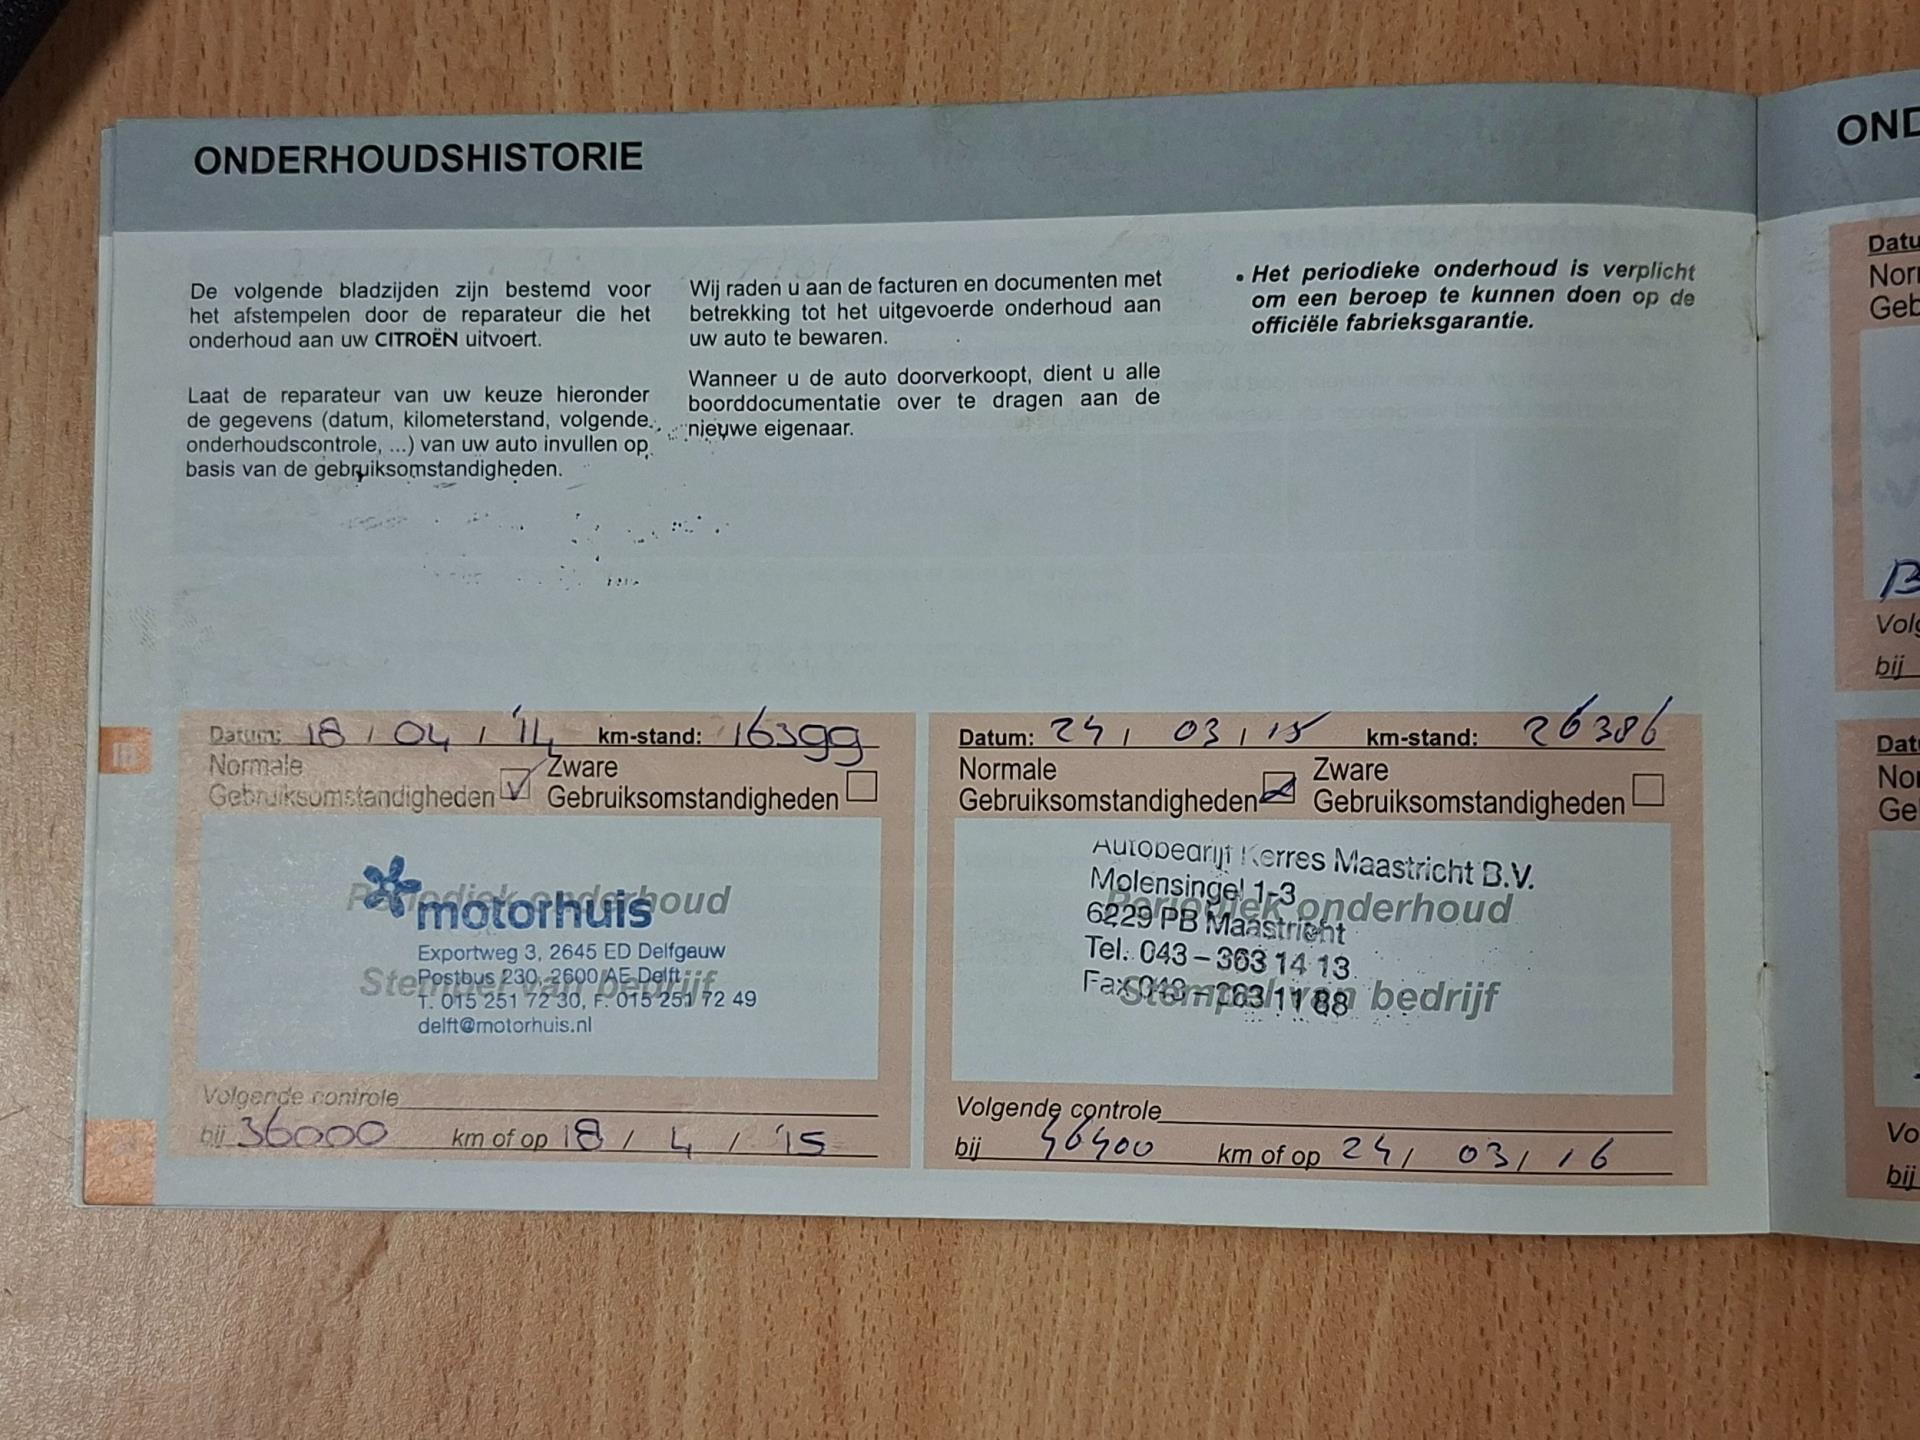 ONDERHOUDSHISTORIE
De volgende bladzijden zijn bestemd voor
het afstempelen door de reparateur die het
onderhoud aan uw CITROËN uitvoert.
Laat de reparateur van uw keuze hieronder
de gegevens (datum, kilometerstand, volgende
onderhoudscontrole, ...) van uw auto invullen op
basis van de gebruiksomstandigheden.
Wij raden u aan de facturen en documenten met
betrekking tot het uitgevoerde onderhoud aan
uw auto te bewaren.
Wanneer u de auto doorverkoopt, dient u alle
boorddocumentatie over te dragen aan de
nieuwe eigenaar.
• Het periodieke onderhoud is verplicht
om een beroep te kunnen doen op de
officiële fabrieksgarantie.
Datum: 18 / 04 / '14 km-stand: 16399
Normale Zware
Gebruiksomstandigheden Gebruiksomstandigheden
Periodiek onderhoud
motorhuis
Exportweg 3, 2645 ED Delfgauw
Postbus 230, 2600 AE Delft
Stempel van bedrijf
T. 015 251 72 30, F. 015 251 72 49
delft@motorhuis.nl
Volgende controle
bij 36000 km of op 18 / 4 / '15
Datum: 24 / 03 / 15 km-stand: 26386
Normale Zware
Gebruiksomstandigheden Gebruiksomstandigheden
Autobedrijf Kerres Maastricht B.V.
Molensingel 1-3
Periodiek onderhoud
6229 PB Maastricht
Tel. 043-363 14 13
Stempel van bedrijf
Fax 043-363 11 88
Volgende controle
bij 46400 km of op 24 / 03 / 16
OND
Datu
Nor
Geb
Volg
bij
Dat
No
Ge
Vo
bij